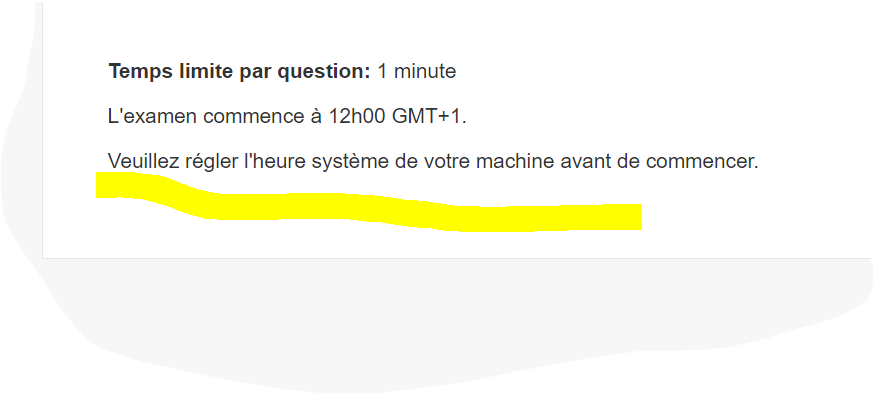 Temps limite par question: 1 minute
L'examen commence à 12h00 GMT+1.
Veuillez régler l'heure système de votre machine avant de commencer.